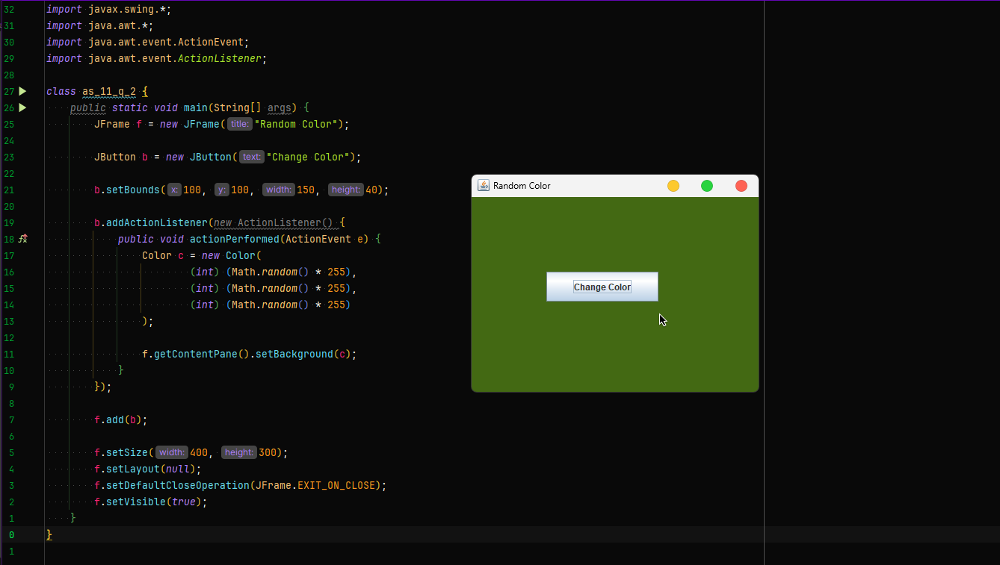 32 import javax.swing.*;
31 import java.awt.*;
30 import java.awt.event.ActionEvent;
29 import java.awt.event.ActionListener;
28
27 class as_11_q_2 {
26 public static void main(String[] args) {
25 JFrame f = new JFrame( title: "Random Color");
24
23 JButton b = new JButton( text: "Change Color");
22
21 b.setBounds( x: 100, y: 100, width: 150, height: 40);
20
19 b.addActionListener(new ActionListener() {
18 public void actionPerformed(ActionEvent e) {
17 Color c = new Color(
16 (int) (Math.random() * 255),
15 (int) (Math.random() * 255),
14 (int) (Math.random() * 255)
13 );
12
11 f.getContentPane().setBackground(c);
10 }
9 });
8
7 f.add(b);
6
5 f.setSize( width: 400, height: 300);
4 f.setLayout(null);
3 f.setDefaultCloseOperation(JFrame.EXIT_ON_CLOSE);
2 f.setVisible(true);
1 }
0 }
1
Random Color
Change Color